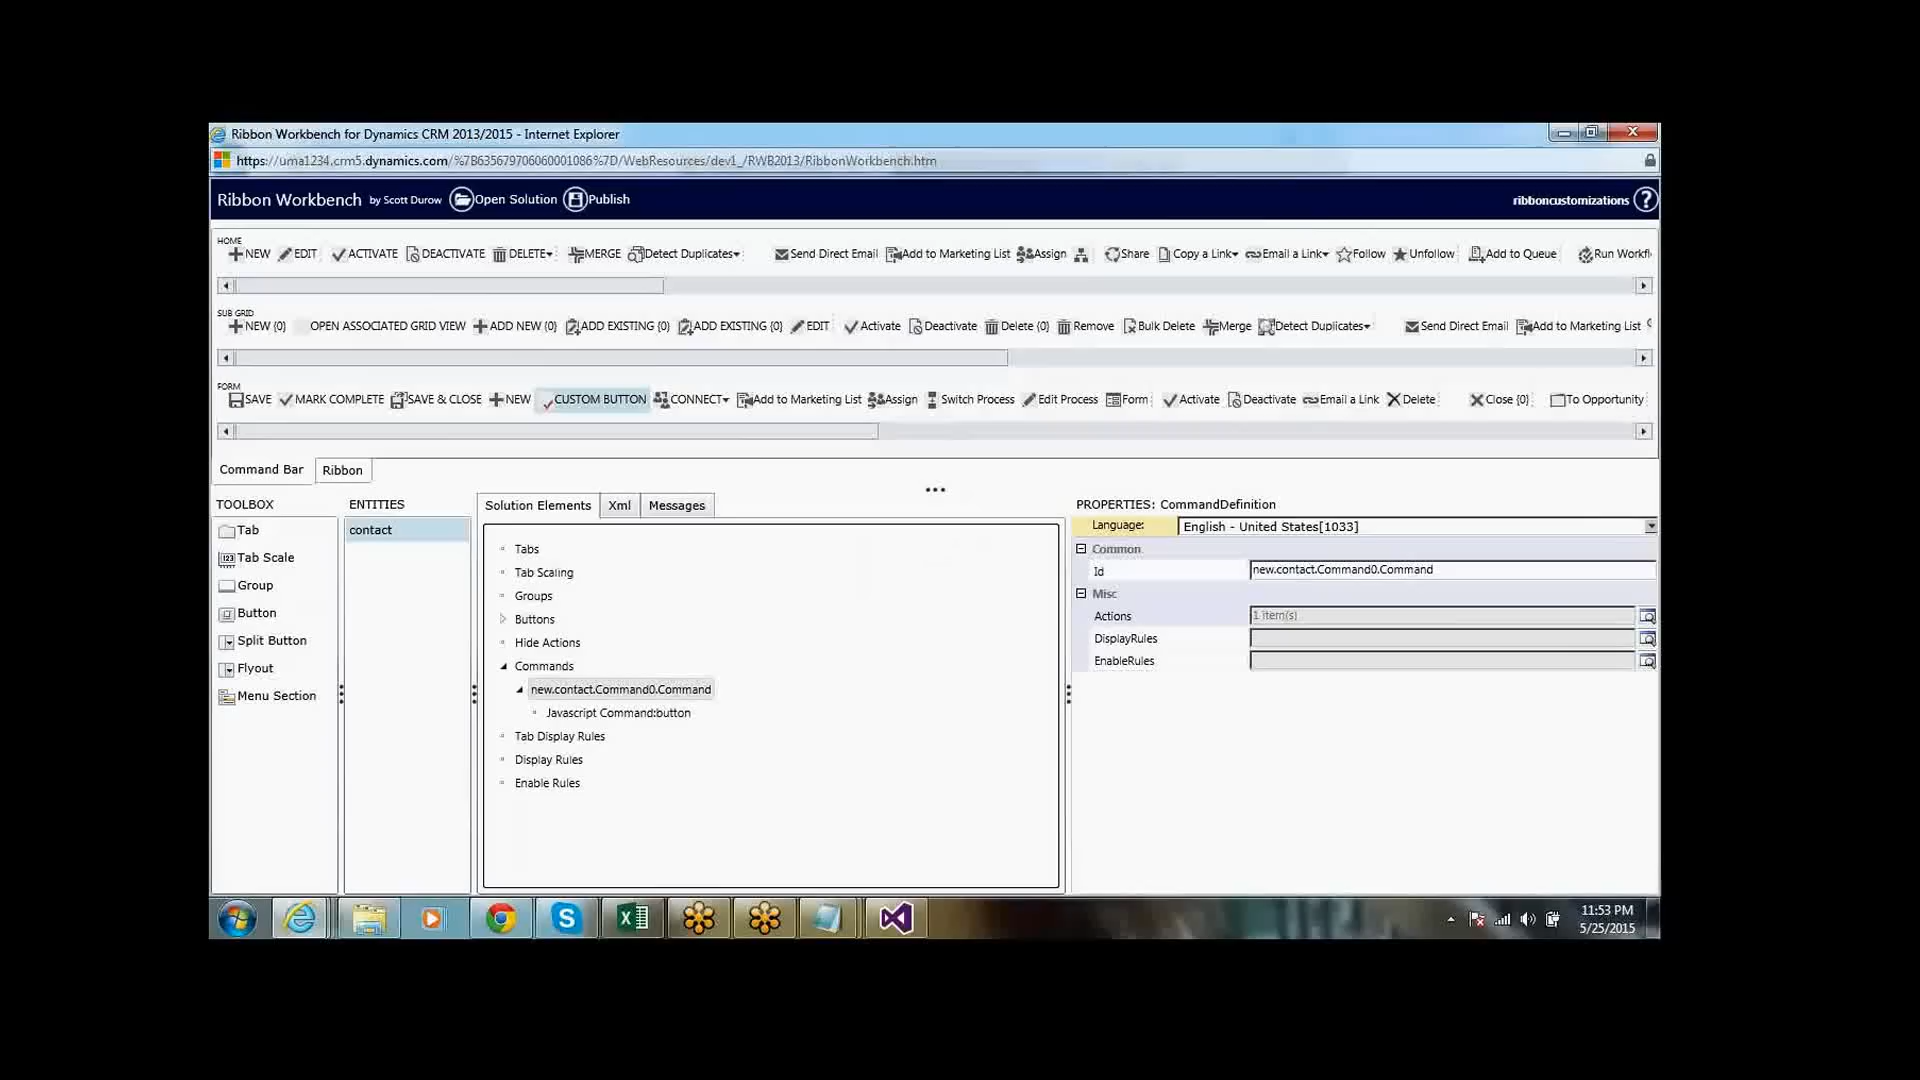 Ribbon Workbench for Dynamics CRM 2013/2015 - Internet Explorer
https://uma1234.crm5.dynamics.com/%7B635679706060001086%7D/WebResources/dev1_/RWB2013/RibbonWorkbench.htm
Ribbon Workbench by Scott Durow Open Solution Publish ribboncustomizations ?
HOME
NEW EDIT ACTIVATE DEACTIVATE DELETE MERGE Detect Duplicates Send Direct Email Add to Marketing List Assign Share Copy a Link Email a Link Follow Unfollow Add to Queue Run Workfl
SUB GRID
NEW {0} OPEN ASSOCIATED GRID VIEW ADD NEW {0} ADD EXISTING {0} ADD EXISTING {0} EDIT Activate Deactivate Delete {0} Remove Bulk Delete Merge Detect Duplicates Send Direct Email Add to Marketing List
FORM
SAVE MARK COMPLETE SAVE & CLOSE NEW CUSTOM BUTTON CONNECT Add to Marketing List Assign Switch Process Edit Process Form Activate Deactivate Email a Link Delete Close {0} To Opportunity
Command Bar Ribbon
TOOLBOX
Tab
123 Tab Scale
Group
Button
Split Button
Flyout
Menu Section
ENTITIES
contact
Solution Elements Xml Messages
Tabs
Tab Scaling
Groups
Buttons
Hide Actions
Commands
new.contact.Command0.Command
Javascript Command:button
Tab Display Rules
Display Rules
Enable Rules
PROPERTIES: CommandDefinition
Language: English - United States[1033]
Common
Id new.contact.Command0.Command
Misc
Actions 1 item(s)
DisplayRules
EnableRules
11:53 PM
5/25/2015